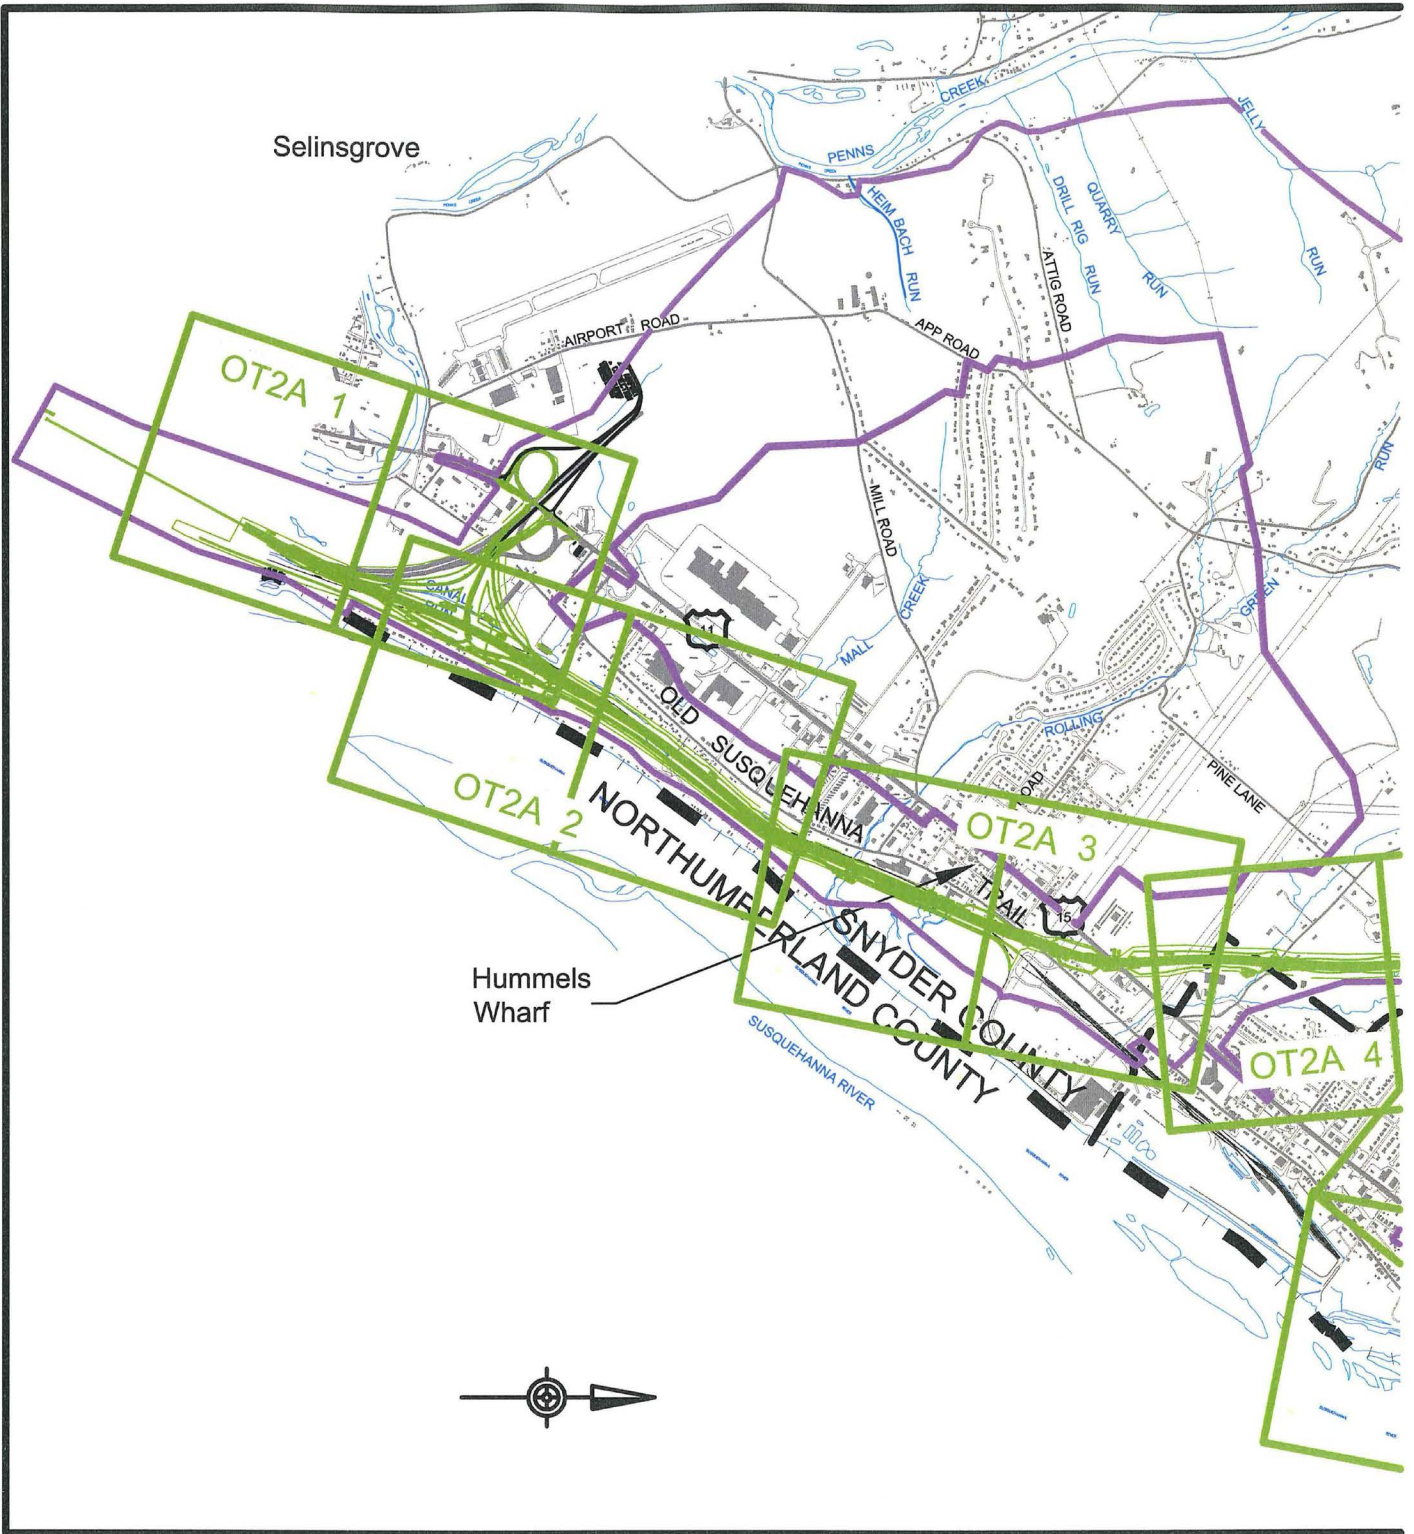 Selinsgrove
CREEK
PENNS
JELLY
RUN
HEIM BACH RUN
DRILL RIG RUN
QUARRY RUN
ATTIG ROAD
AIRPORT ROAD
APP ROAD
OT2A 1
MILL ROAD
RUN
GREEN
MALL CREEK
CANAL RUN
11
ROLLING
OLD SUSQUEHANNA TRAIL
ROAD
PINE LANE
OT2A 2
OT2A 3
15
NORTHUMBERLAND COUNTY
SNYDER COUNTY
Hummels
Wharf
SUSQUEHANNA RIVER
OT2A 4